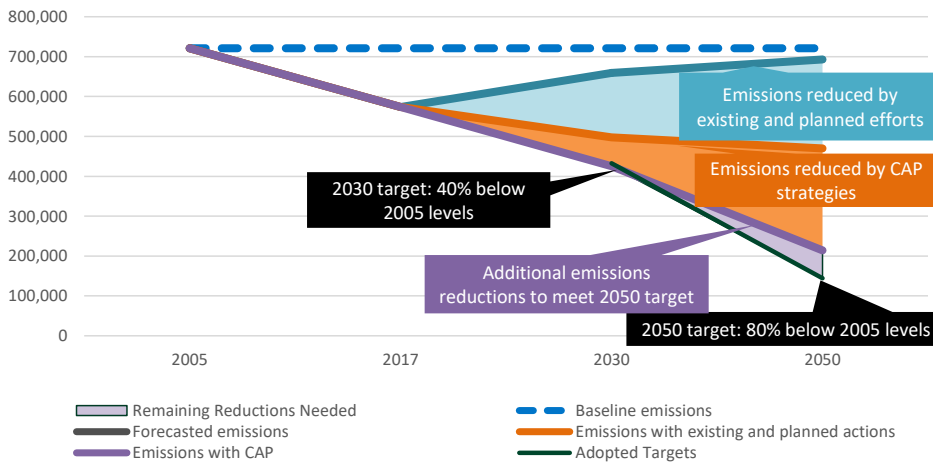 800,000
700,000
600,000
500,000
400,000
300,000
200,000
100,000
0
Emissions reduced by
existing and planned efforts
Emissions reduced by CAP
strategies
2030 target: 40% below
2005 levels
Additional emissions
reductions to meet 2050 target
2050 target: 80% below 2005 levels
2005 2017 2030 2050
Remaining Reductions Needed Baseline emissions
Forecasted emissions Emissions with existing and planned actions
Emissions with CAP Adopted Targets